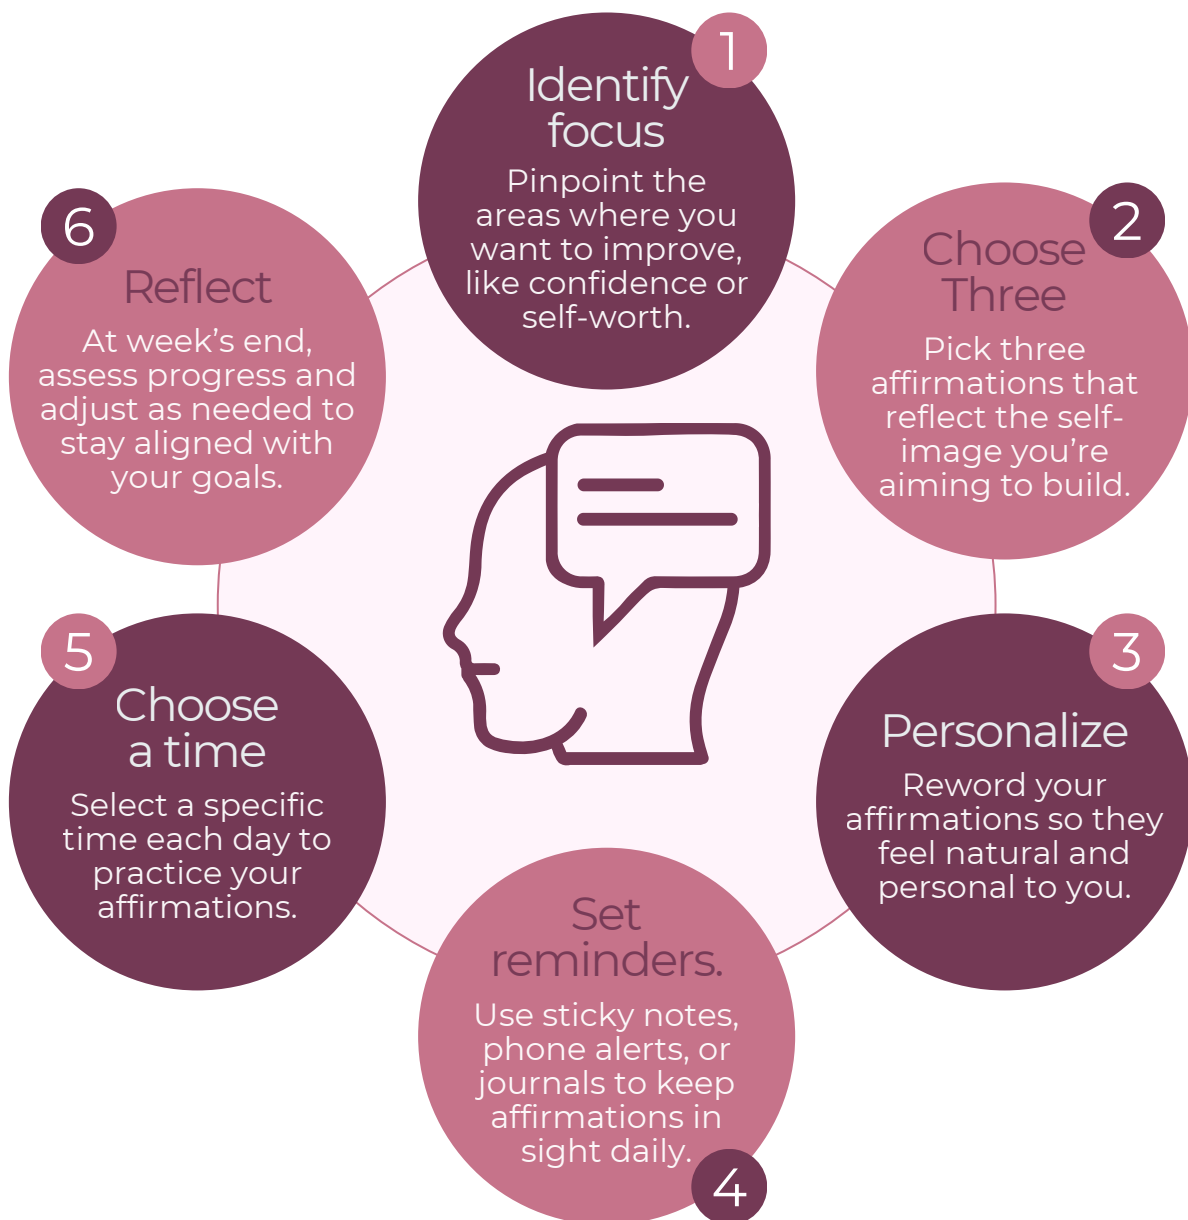 1
Identify
focus
Pinpoint the
areas where you
want to improve,
like confidence or
self-worth.
2
Choose
Three
Pick three
affirmations that
reflect the self-
image you’re
aiming to build.
3
Personalize
Reword your
affirmations so they
feel natural and
personal to you.
Set
reminders.
Use sticky notes,
phone alerts, or
journals to keep
affirmations in
sight daily.
4
5
Choose
a time
Select a specific
time each day to
practice your
affirmations.
6
Reflect
At week’s end,
assess progress and
adjust as needed to
stay aligned with
your goals.